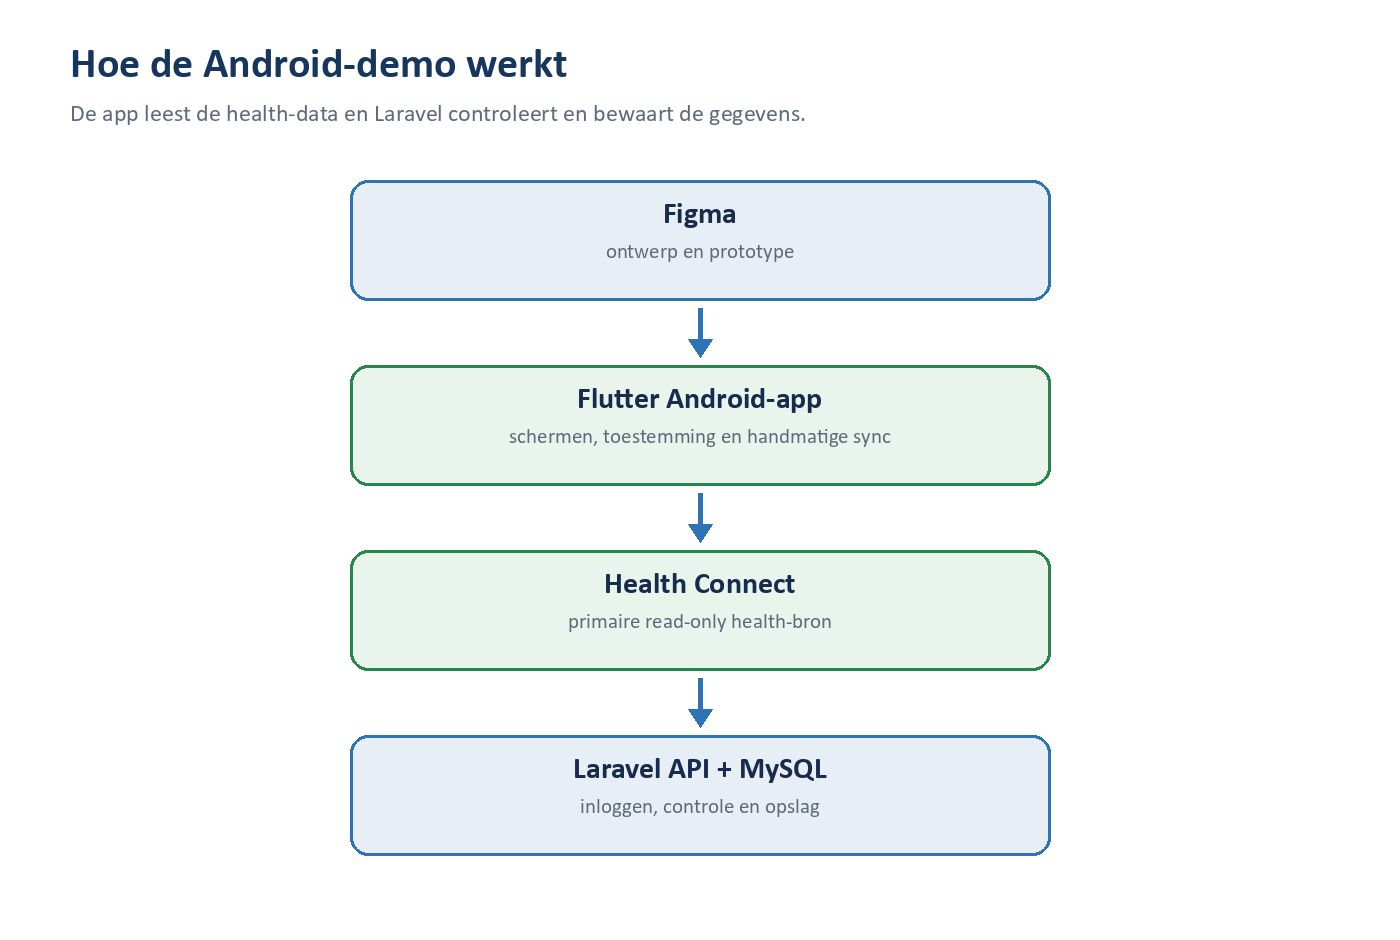 Hoe de Android-demo werkt
De app leest de health-data en Laravel controleert en bewaart de gegevens.
Figma
ontwerp en prototype
Flutter Android-app
schermen, toestemming en handmatige sync
Health Connect
primaire read-only health-bron
Laravel API + MySQL
inloggen, controle en opslag